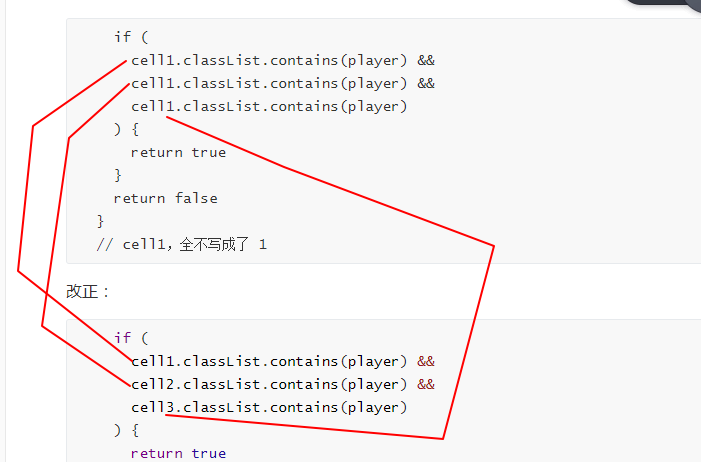 if (
cell1.classList.contains(player) &&
cell1.classList.contains(player) &&
cell1.classList.contains(player)
) {
return true
}
return false
}
// cell1，全不写成了 1
改正：
if (
cell1.classList.contains(player) &&
cell2.classList.contains(player) &&
cell3.classList.contains(player)
) {
return true